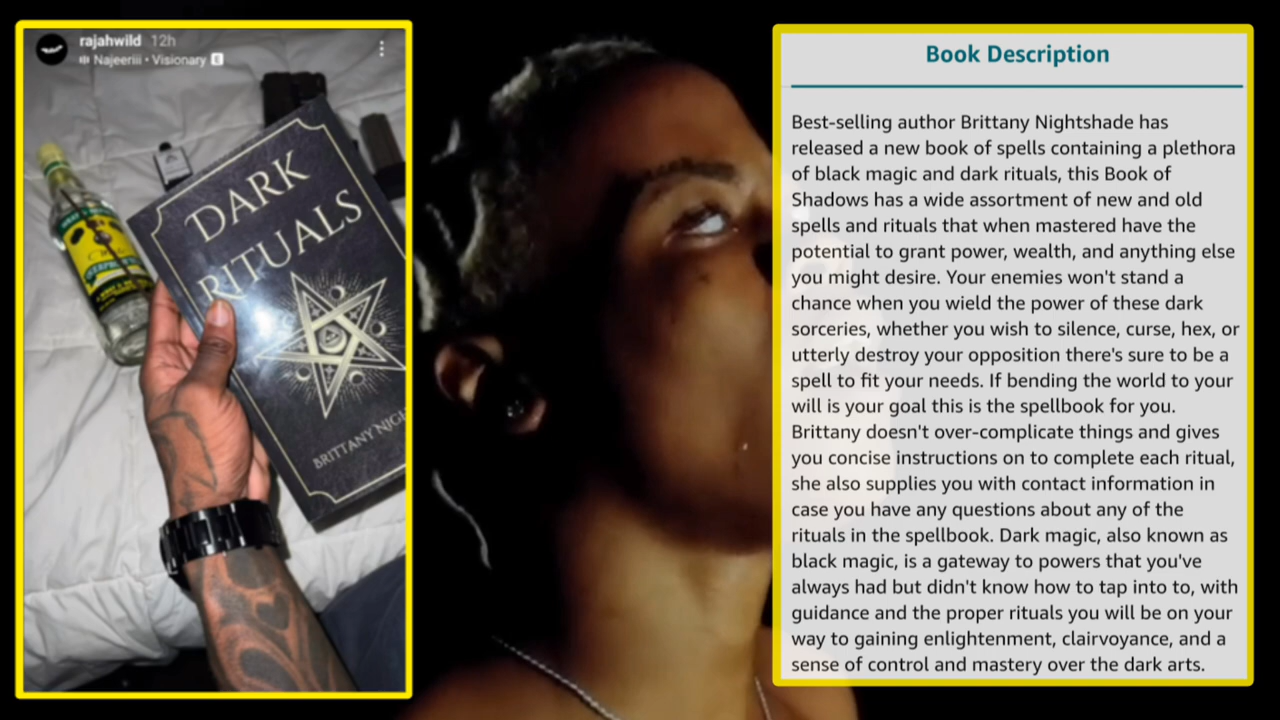 rajahwild 12h
Najeeriii • Visionary E
DARK
RITUALS
BRITTANY NIGH
Book Description
Best-selling author Brittany Nightshade has
released a new book of spells containing a plethora
of black magic and dark rituals, this Book of
Shadows has a wide assortment of new and old
spells and rituals that when mastered have the
potential to grant power, wealth, and anything else
you might desire. Your enemies won't stand a
chance when you wield the power of these dark
sorceries, whether you wish to silence, curse, hex, or
utterly destroy your opposition there's sure to be a
spell to fit your needs. If bending the world to your
will is your goal this is the spellbook for you.
Brittany doesn't over-complicate things and gives
you concise instructions on to complete each ritual,
she also supplies you with contact information in
case you have any questions about any of the
rituals in the spellbook. Dark magic, also known as
black magic, is a gateway to powers that you've
always had but didn't know how to tap into to, with
guidance and the proper rituals you will be on your
way to gaining enlightenment, clairvoyance, and a
sense of control and mastery over the dark arts.